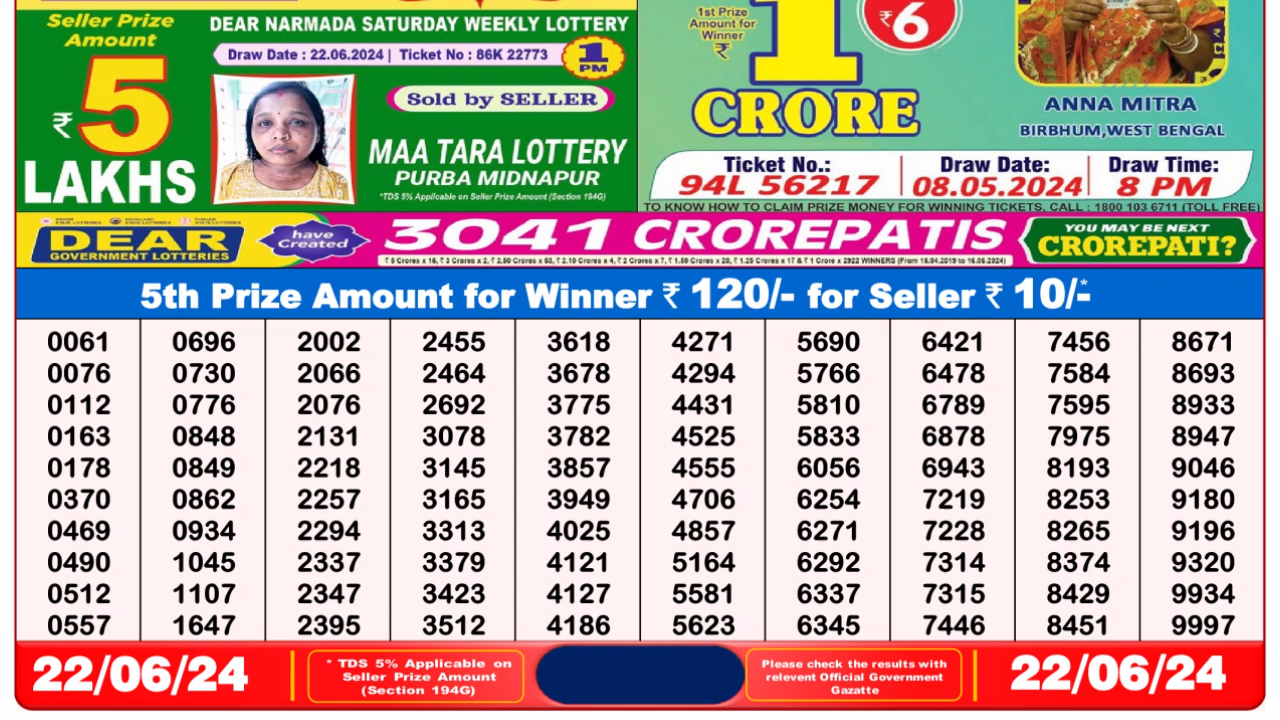 Seller Prize
Amount
₹ 5
LAKHS
DEAR NARMADA SATURDAY WEEKLY LOTTERY
Draw Date : 22.06.2024 | Ticket No : 86K 22773
1
PM
Sold by SELLER
MAA TARA LOTTERY
PURBA MIDNAPUR
*TDS 5% Applicable on Seller Prize Amount (Section 194G)
1st Prize
Amount for
Winner
₹
1
CRORE
₹6
ANNA MITRA
BIRBHUM,WEST BENGAL
Ticket No.:
94L 56217
Draw Date:
08.05.2024
Draw Time:
8 PM
TO KNOW HOW TO CLAIM PRIZE MONEY FOR WINNING TICKETS, CALL : 1800 103 6711 (TOLL FREE)
STATE LOTTERIES STATE LOTTERIES STATE LOTTERIES
DEAR
GOVERNMENT LOTTERIES
have
Created
3041 CROREPATIS
YOU MAY BE NEXT
CROREPATI?
5th Prize Amount for Winner ₹ 120/- for Seller ₹ 10/-*
0061 0696 2002 2455 3618 4271 5690 6421 7456 8671
0076 0730 2066 2464 3678 4294 5766 6478 7584 8693
0112 0776 2076 2692 3775 4431 5810 6789 7595 8933
0163 0848 2131 3078 3782 4525 5833 6878 7975 8947
0178 0849 2218 3145 3857 4555 6056 6943 8193 9046
0370 0862 2257 3165 3949 4706 6254 7219 8253 9180
0469 0934 2294 3313 4025 4857 6271 7228 8265 9196
0490 1045 2337 3379 4121 5164 6292 7314 8374 9320
0512 1107 2347 3423 4127 5581 6337 7315 8429 9934
0557 1647 2395 3512 4186 5623 6345 7446 8451 9997
22/06/24
* TDS 5% Applicable on
Seller Prize Amount
(Section 194G)
Please check the results with
relevent Official Government
Gazatte
22/06/24